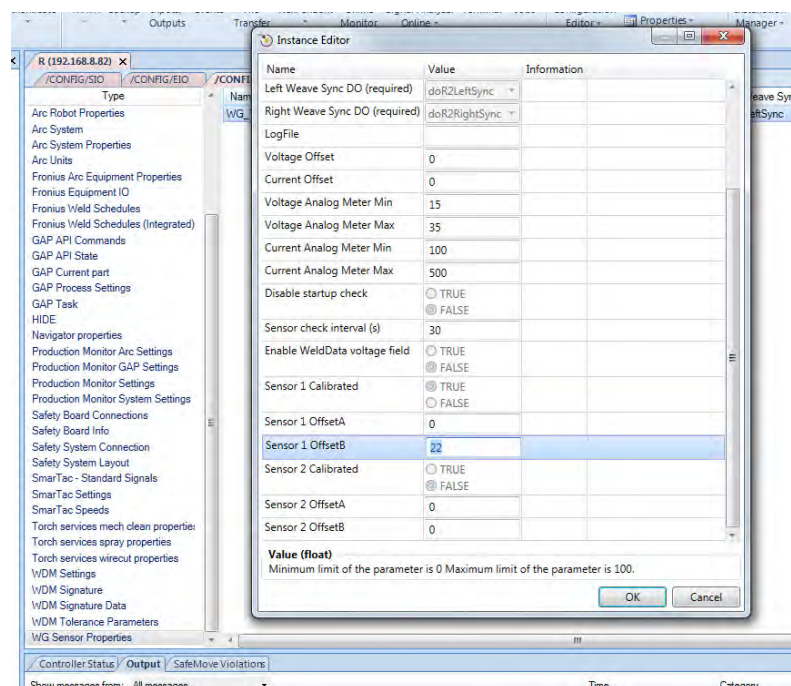 Outputs
Transfer
Monitor
Online
Editor
Properties
Manager
Instance Editor
R (192.168.8.82)
/CONFIG/SIO
/CONFIG/EIO
Type
Arc Robot Properties
Arc System
Arc System Properties
Arc Units
Fronius Arc Equipment Properties
Fronius Equipment IO
Fronius Weld Schedules
Fronius Weld Schedules (Integrated)
GAP API Commands
GAP API State
GAP Current part
GAP Process Settings
GAP Task
HIDE
Navigator properties
Production Monitor Arc Settings
Production Monitor GAP Settings
Production Monitor Settings
Production Monitor System Settings
Safety Board Connections
Safety Board Info
Safety System Connection
Safety System Layout
SmarTac - Standard Signals
SmarTac Settings
SmarTac Speeds
Torch services mech clean properties
Torch services spray properties
Torch services wirecut properties
WDM Settings
WDM Signature
WDM Signature Data
WDM Tolerance Parameters
WG Sensor Properties
Name Value Information
Left Weave Sync DO (required) doR2LeftSync
Right Weave Sync DO (required) doR2RightSync
LogFile
Voltage Offset 0
Current Offset 0
Voltage Analog Meter Min 15
Voltage Analog Meter Max 35
Current Analog Meter Min 100
Current Analog Meter Max 500
Disable startup check TRUE
FALSE
Sensor check interval (s) 30
Enable WeldData voltage field TRUE
FALSE
Sensor 1 Calibrated TRUE
FALSE
Sensor 1 OffsetA 0
Sensor 1 OffsetB 22
Sensor 2 Calibrated TRUE
FALSE
Sensor 2 OffsetA 0
Sensor 2 OffsetB 0
Value (float)
Minimum limit of the parameter is 0 Maximum limit of the parameter is 100.
OK Cancel
Controller Status Output SafeMove Violations
Show messages from: All messages Time Category